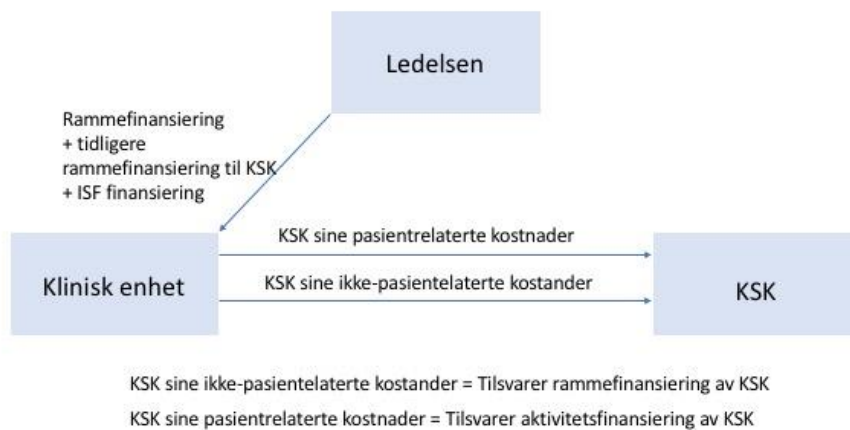 Ledelsen
Rammefinansiering
+ tidligere
rammefinansiering til KSK
+ ISF finansiering
KSK sine pasientrelaterte kostnader
Klinisk enhet
KSK sine ikke-pasientelaterte kostander
KSK
KSK sine ikke-pasientelaterte kostander = Tilsvarer rammefinansiering av KSK
KSK sine pasientrelaterte kostnader = Tilsvarer aktivitetsfinansiering av KSK